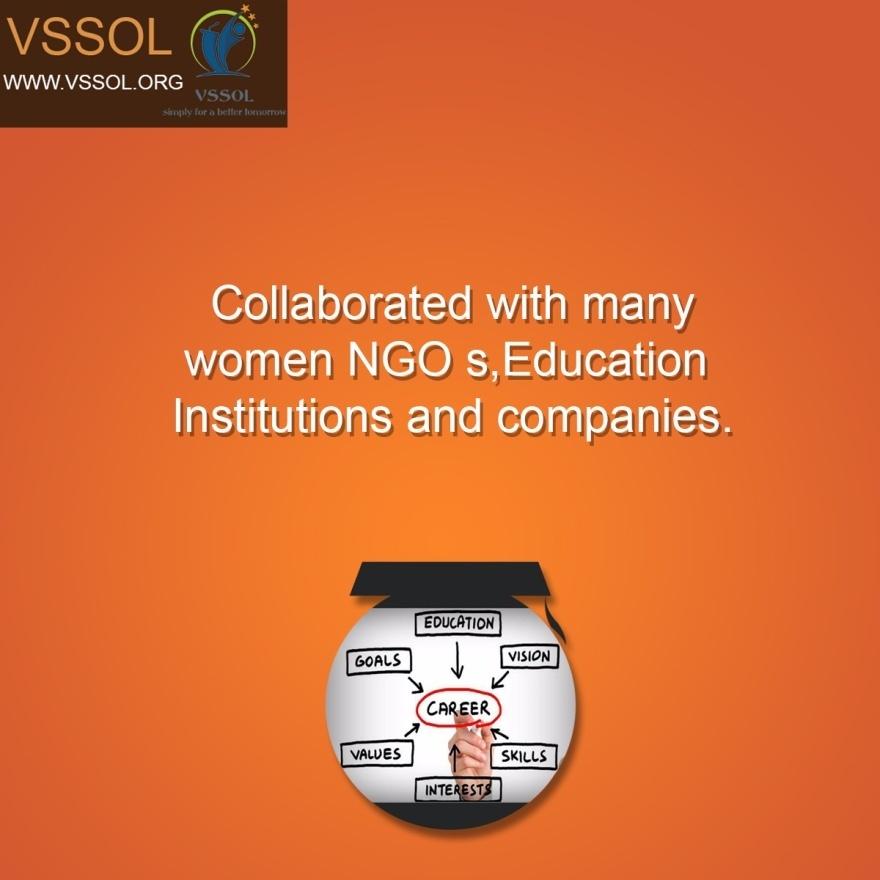 VSSOL
WWW.VSSOL.ORG
VSSOL
simply for a better tomorrow
Collaborated with many
women NGO s,Education
Institutions and companies.
EDUCATION
GOALS
VISION
CAREER
VALUES
SKILLS
INTERESTS